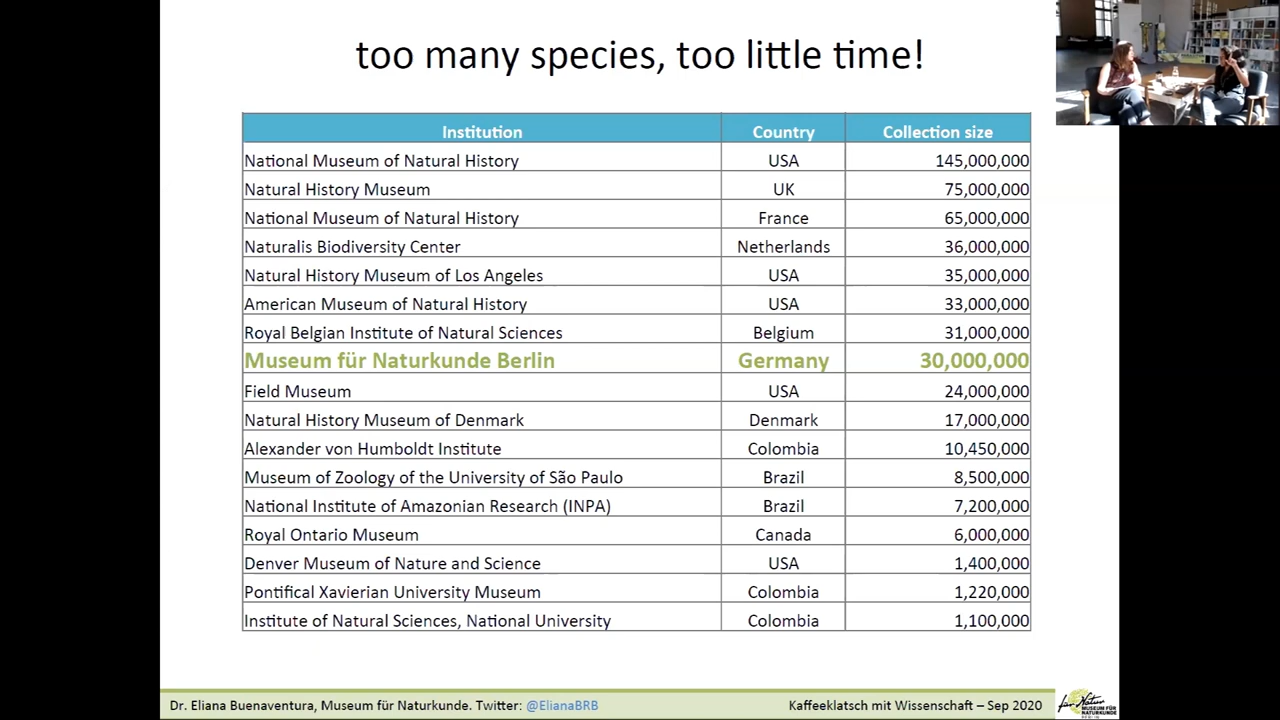 too many species, too little time!
Institution Country Collection size
National Museum of Natural History USA 145,000,000
Natural History Museum UK 75,000,000
National Museum of Natural History France 65,000,000
Naturalis Biodiversity Center Netherlands 36,000,000
Natural History Museum of Los Angeles USA 35,000,000
American Museum of Natural History USA 33,000,000
Royal Belgian Institute of Natural Sciences Belgium 31,000,000
Museum für Naturkunde Berlin Germany 30,000,000
Field Museum USA 24,000,000
Natural History Museum of Denmark Denmark 17,000,000
Alexander von Humboldt Institute Colombia 10,450,000
Museum of Zoology of the University of São Paulo Brazil 8,500,000
National Institute of Amazonian Research (INPA) Brazil 7,200,000
Royal Ontario Museum Canada 6,000,000
Denver Museum of Nature and Science USA 1,400,000
Pontifical Xavierian University Museum Colombia 1,220,000
Institute of Natural Sciences, National University Colombia 1,100,000
Dr. Eliana Buenaventura, Museum für Naturkunde. Twitter: @ElianaBRB
Kaffeeklatsch mit Wissenschaft – Sep 2020
für Natur
MUSEUM FÜR
NATURKUNDE
BERLIN